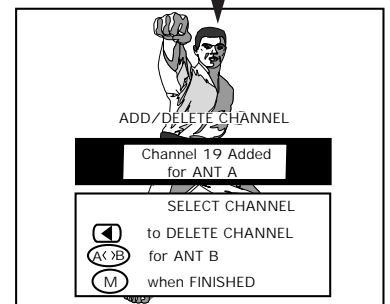 ADD/DELETE CHANNEL
Channel 19 Added
for ANT A
SELECT CHANNEL
to DELETE CHANNEL
A<>B for ANT B
M when FINISHED